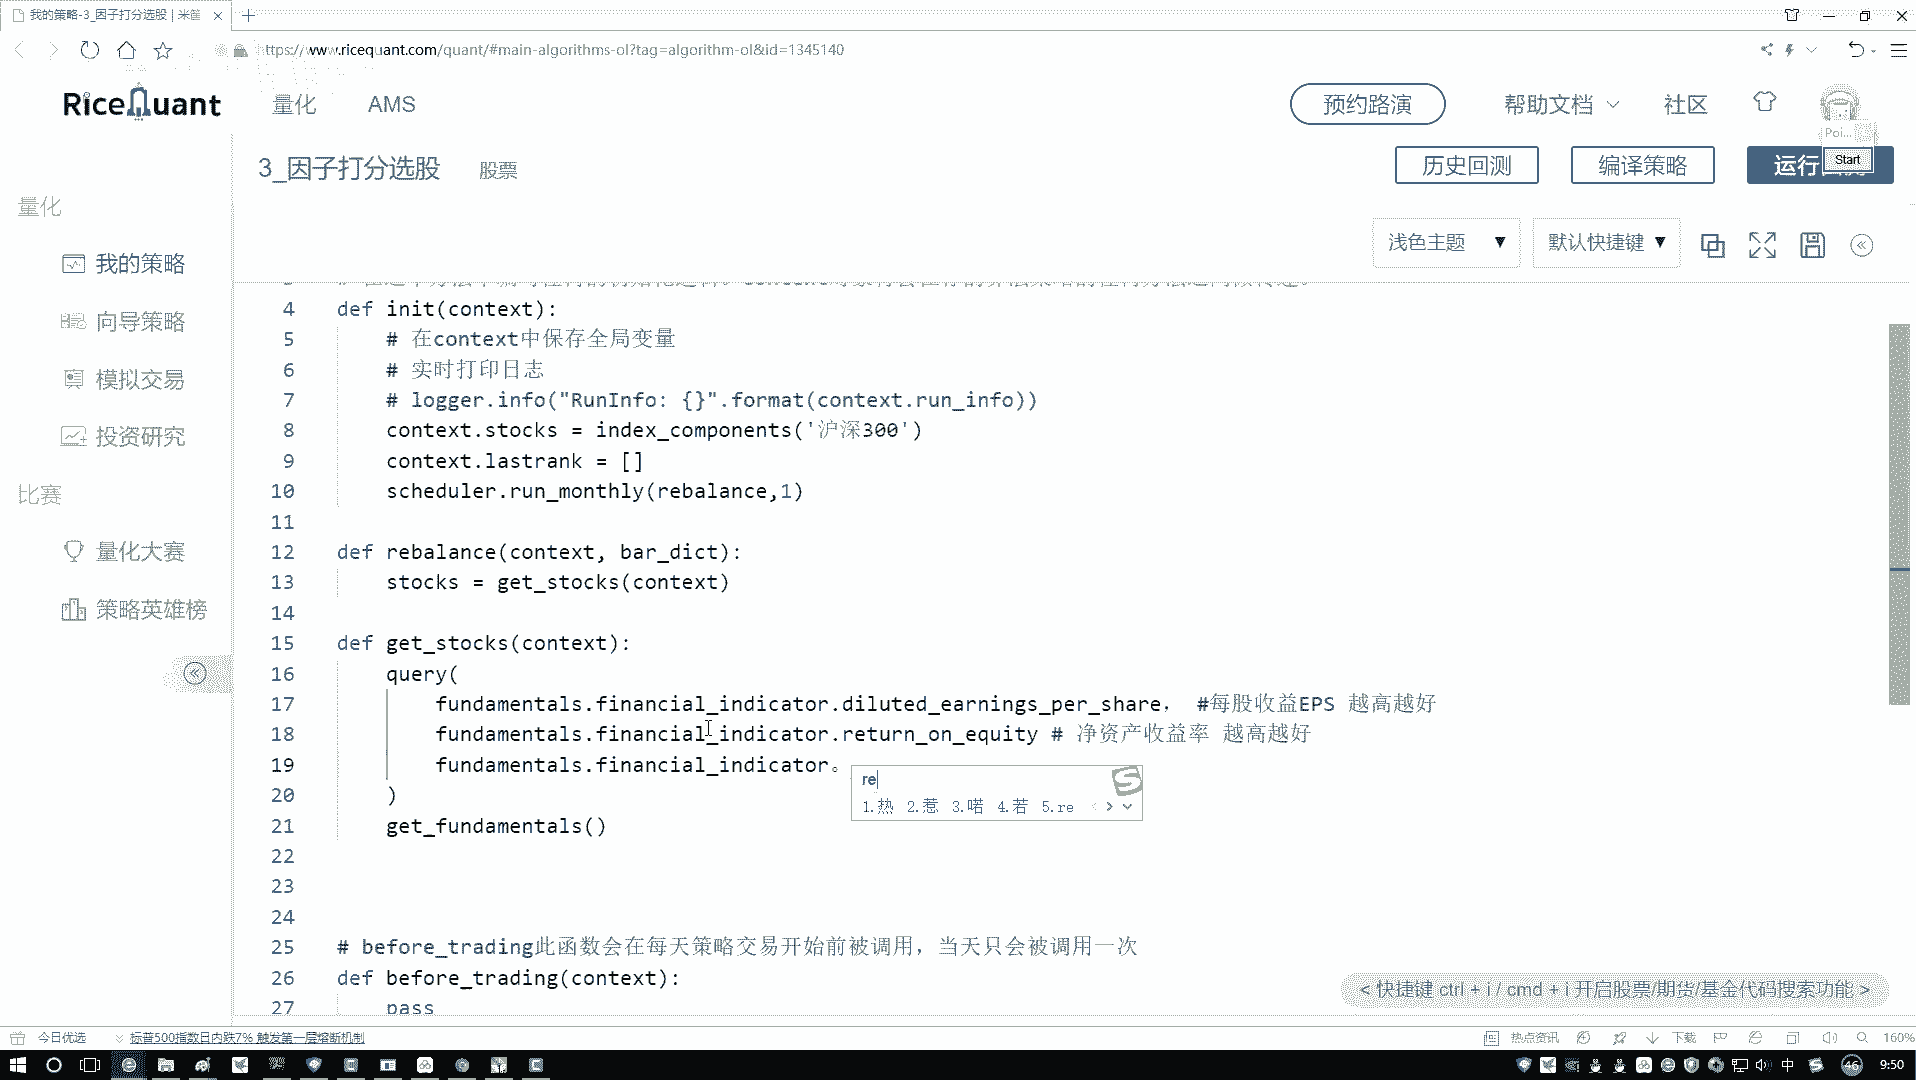 我的策略-3_因子打分选股 | 米筐
https://www.ricequant.com/quant/#main-algorithms-ol?tag=algorithm-ol&id=1345140
RiceQuant 量化 AMS 预约路演 帮助文档 社区
Poi...
Start
3_因子打分选股 股票 历史回测 编译策略 运行
量化
我的策略
向导策略
模拟交易
投资研究
比赛
量化大赛
策略英雄榜
浅色主题 ▼ 默认快捷键 ▼
4 def init(context):
5 # 在context中保存全局变量
6 # 实时打印日志
7 # logger.info("RunInfo: {}".format(context.run_info))
8 context.stocks = index_components('沪深300')
9 context.lastrank = []
10 scheduler.run_monthly(rebalance,1)
11
12 def rebalance(context, bar_dict):
13 stocks = get_stocks(context)
14
15 def get_stocks(context):
16 query(
17 fundamentals.financial_indicator.diluted_earnings_per_share， #每股收益EPS 越高越好
18 fundamentals.financial_indicator.return_on_equity # 净资产收益率 越高越好
19 fundamentals.financial_indicator。
re
1.热 2.惹 3.喏 4.若 5.re
20 )
21 get_fundamentals()
22
23
24
25 # before_trading此函数会在每天策略交易开始前被调用，当天只会被调用一次
26 def before_trading(context):
27 pass
< 快捷键 ctrl + i / cmd + i 开启股票/期货/基金代码搜索功能 >
今日优选 标普500指数日内跌7% 触发第一层熔断机制 热点资讯 下载 160%
中 46 9:50